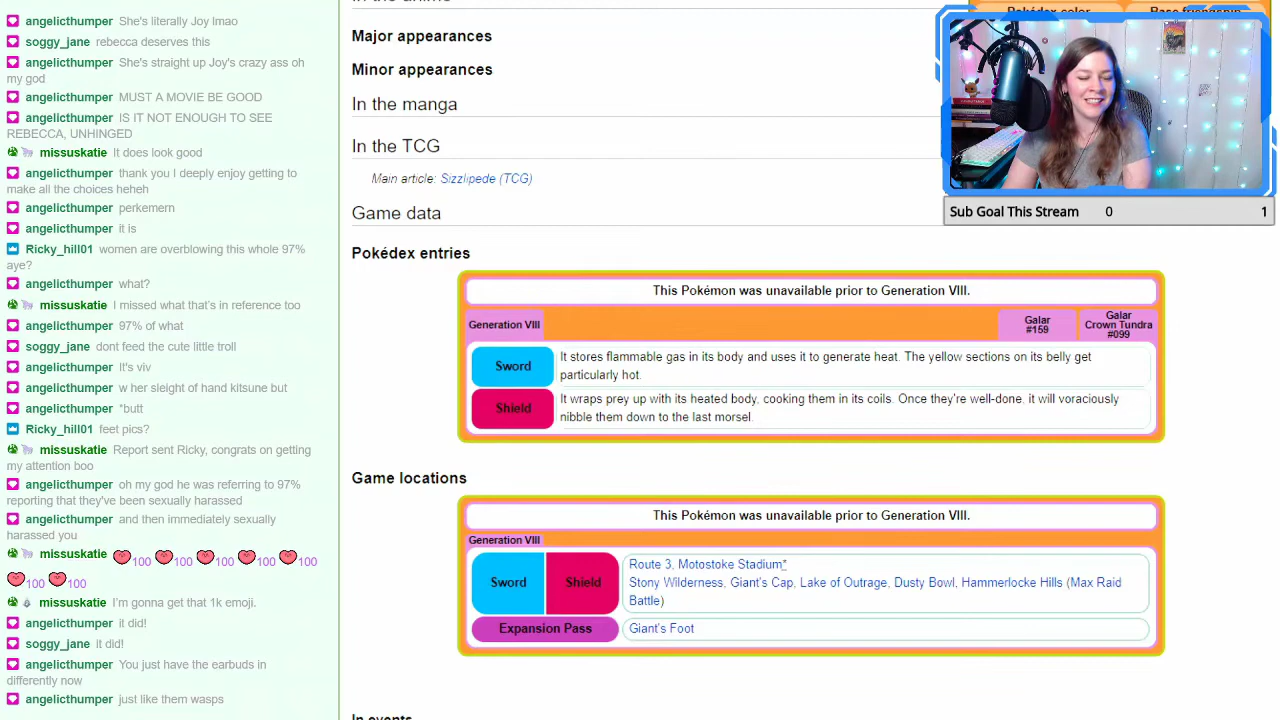 angelicthumper She's literally Joy lmao
soggy_jane rebecca deserves this
angelicthumper She's straight up Joy's crazy ass oh
my god
angelicthumper MUST A MOVIE BE GOOD
angelicthumper IS IT NOT ENOUGH TO SEE
REBECCA, UNHINGED
missuskatie It does look good
angelicthumper thank you I deeply enjoy getting to
make all the choices heheh
angelicthumper perkemern
angelicthumper it is
Ricky_hill01 women are overblowing this whole 97%
aye?
angelicthumper what?
missuskatie I missed what that's in reference too
angelicthumper 97% of what
soggy_jane dont feed the cute little troll
angelicthumper It's viv
angelicthumper w her sleight of hand kitsune but
angelicthumper *butt
Ricky_hill01 feet pics?
missuskatie Report sent Ricky, congrats on getting
my attention boo
angelicthumper oh my god he was referring to 97%
reporting that they've been sexually harassed
angelicthumper and then immediately sexually
harassed you
missuskatie 100 100 100 100 100
100 100
missuskatie I'm gonna get that 1k emoji.
angelicthumper it did!
soggy_jane it did!
angelicthumper You just have the earbuds in
differently now
angelicthumper just like them wasps
In the anime
Major appearances
Minor appearances
In the manga
In the TCG
Main article: Sizzlipede (TCG)
Game data
Pokédex entries
This Pokémon was unavailable prior to Generation VIII.
Generation VIII
Galar
#159
Galar
Crown Tundra
#099
Sword
It stores flammable gas in its body and uses it to generate heat. The yellow sections on its belly get
particularly hot.
Shield
It wraps prey up with its heated body, cooking them in its coils. Once they're well-done, it will voraciously
nibble them down to the last morsel.
Game locations
This Pokémon was unavailable prior to Generation VIII.
Generation VIII
Sword
Shield
Route 3, Motostoke Stadium*
Stony Wilderness, Giant's Cap, Lake of Outrage, Dusty Bowl, Hammerlocke Hills (Max Raid
Battle)
Expansion Pass
Giant's Foot
In events
Pokédex color
Base friendship
Sub Goal This Stream 0 1